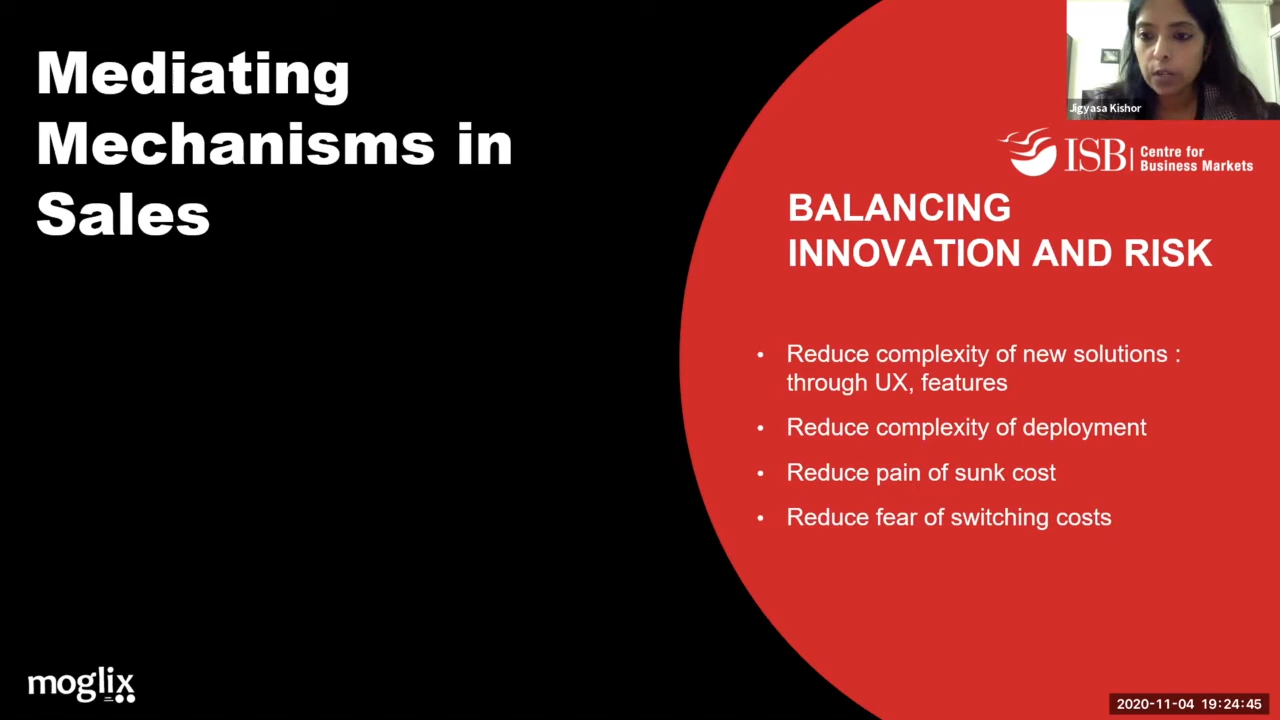 Mediating
Mechanisms in
Sales
Jigyasa Kishor
ISB | Centre for
Business Markets
BALANCING
INNOVATION AND RISK
• Reduce complexity of new solutions :
through UX, features
• Reduce complexity of deployment
• Reduce pain of sunk cost
• Reduce fear of switching costs
moglix
2020-11-04 19:24:45